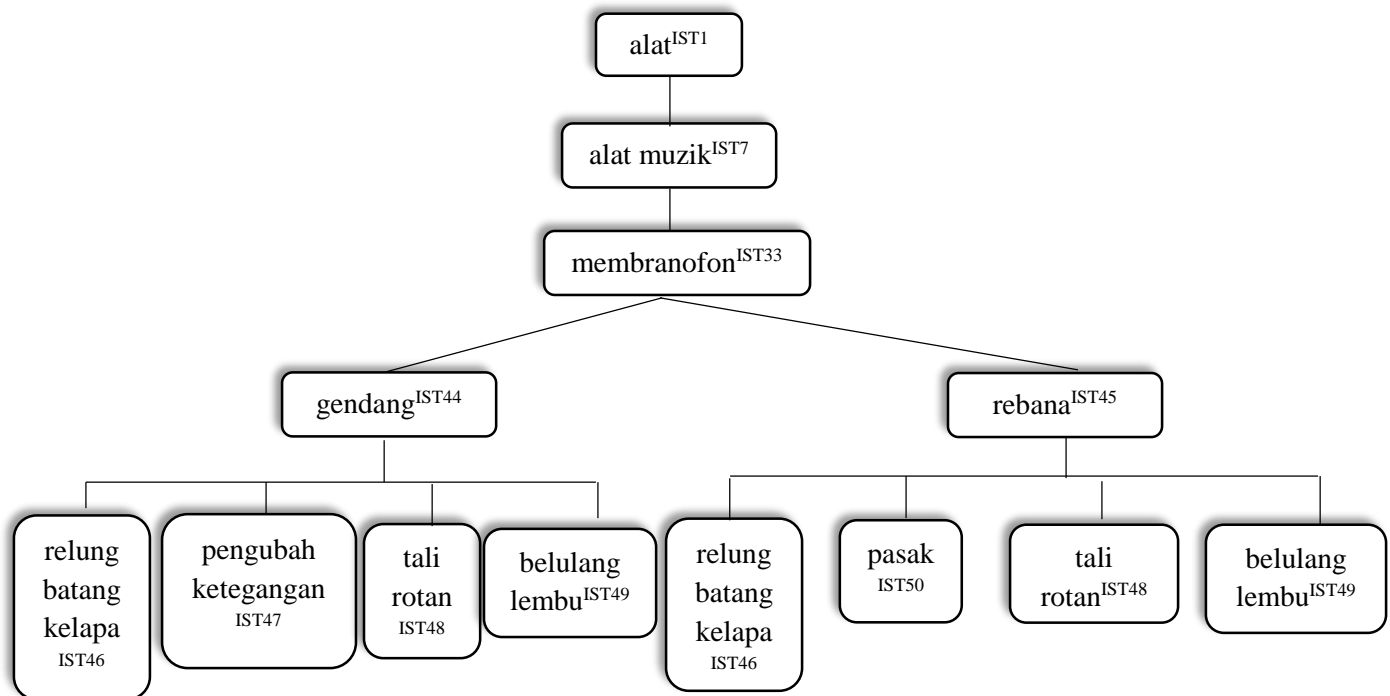 alatIST1
alat muzikIST7
membranofonIST33
gendangIST44
rebanaIST45
relung
batang
kelapa
IST46
pengubah
ketegangan
IST47
tali
rotan
IST48
belulang
lembuIST49
relung
batang
kelapa
IST46
pasak
IST50
tali
rotanIST48
belulang
lembuIST49